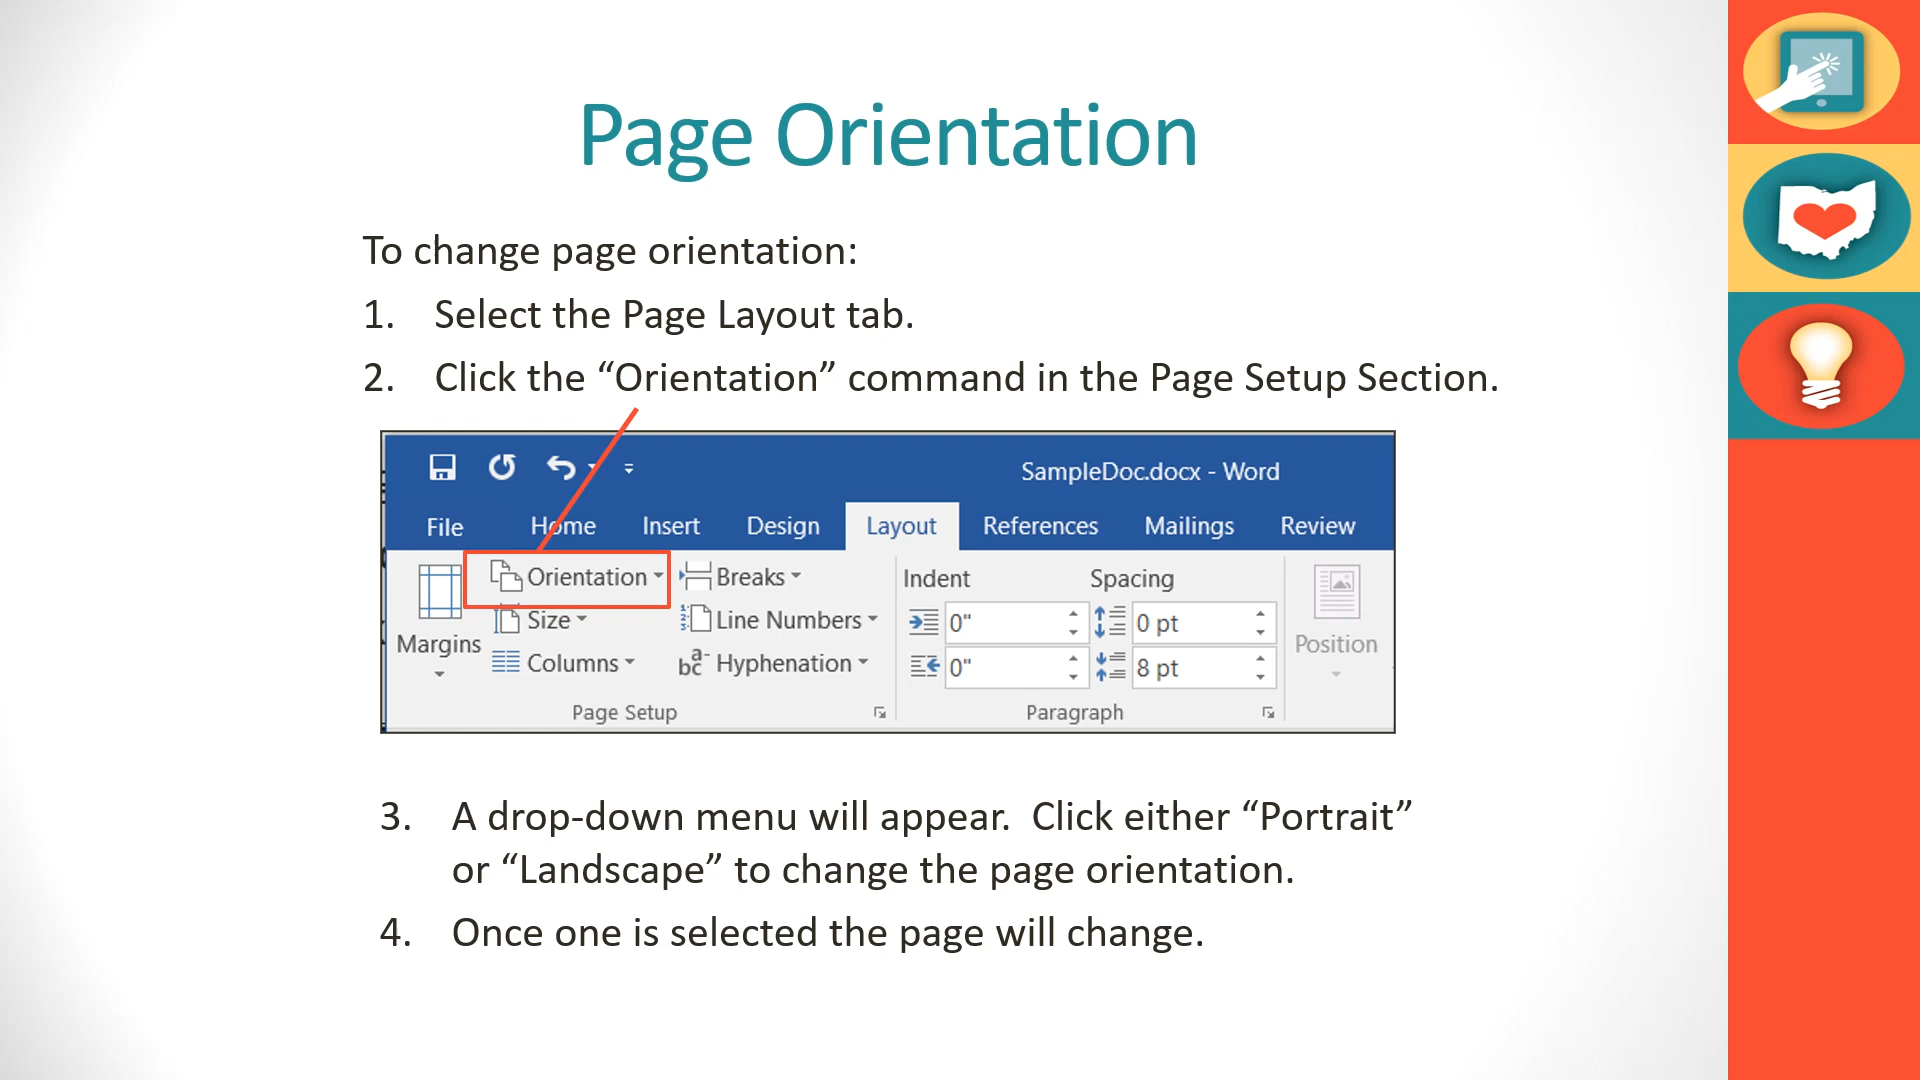 Page Orientation
To change page orientation:
1. Select the Page Layout tab.
2. Click the “Orientation” command in the Page Setup Section.
SampleDoc.docx - Word
File Home Insert Design Layout References Mailings Review
Orientation Breaks Indent Spacing
Size Line Numbers 0" 0 pt
Margins Position
Columns Hyphenation 0" 8 pt
Page Setup Paragraph
3. A drop-down menu will appear. Click either “Portrait”
or “Landscape” to change the page orientation.
4. Once one is selected the page will change.